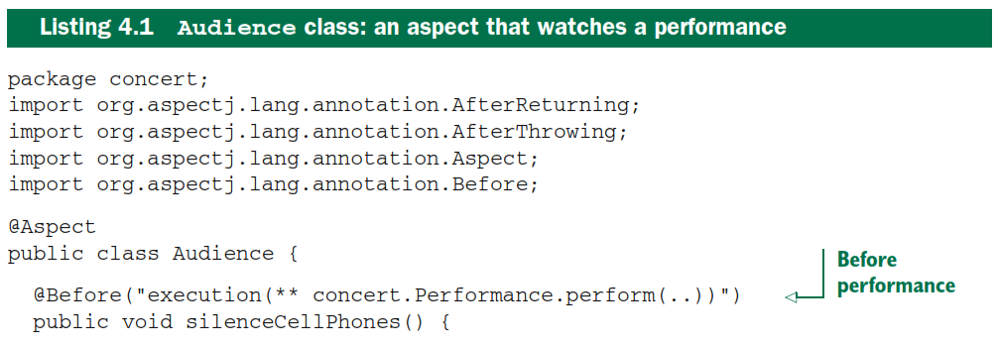 Listing 4.1 Audience class: an aspect that watches a performance
package concert;
import org.aspectj.lang.annotation.AfterReturning;
import org.aspectj.lang.annotation.AfterThrowing;
import org.aspectj.lang.annotation.Aspect;
import org.aspectj.lang.annotation.Before;
@Aspect
public class Audience {
@Before("execution(** concert.Performance.perform(..))")
public void silenceCellPhones() {
Before
performance